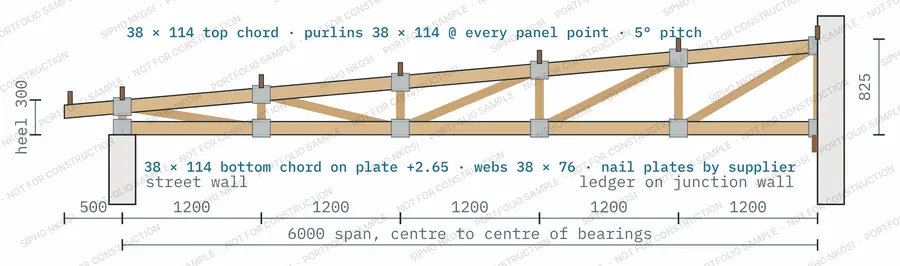 38 × 114 top chord · purlins 38 × 114 @ every panel point · 5° pitch
heel 300
825
38 × 114 bottom chord on plate +2.65 · webs 38 × 76 · nail plates by supplier
street wall
ledger on junction wall
500
1200
1200
1200
1200
1200
6000 span, centre to centre of bearings
SIPHO NKOSI · PORTFOLIO SAMPLE · NOT FOR CONSTRUCTION